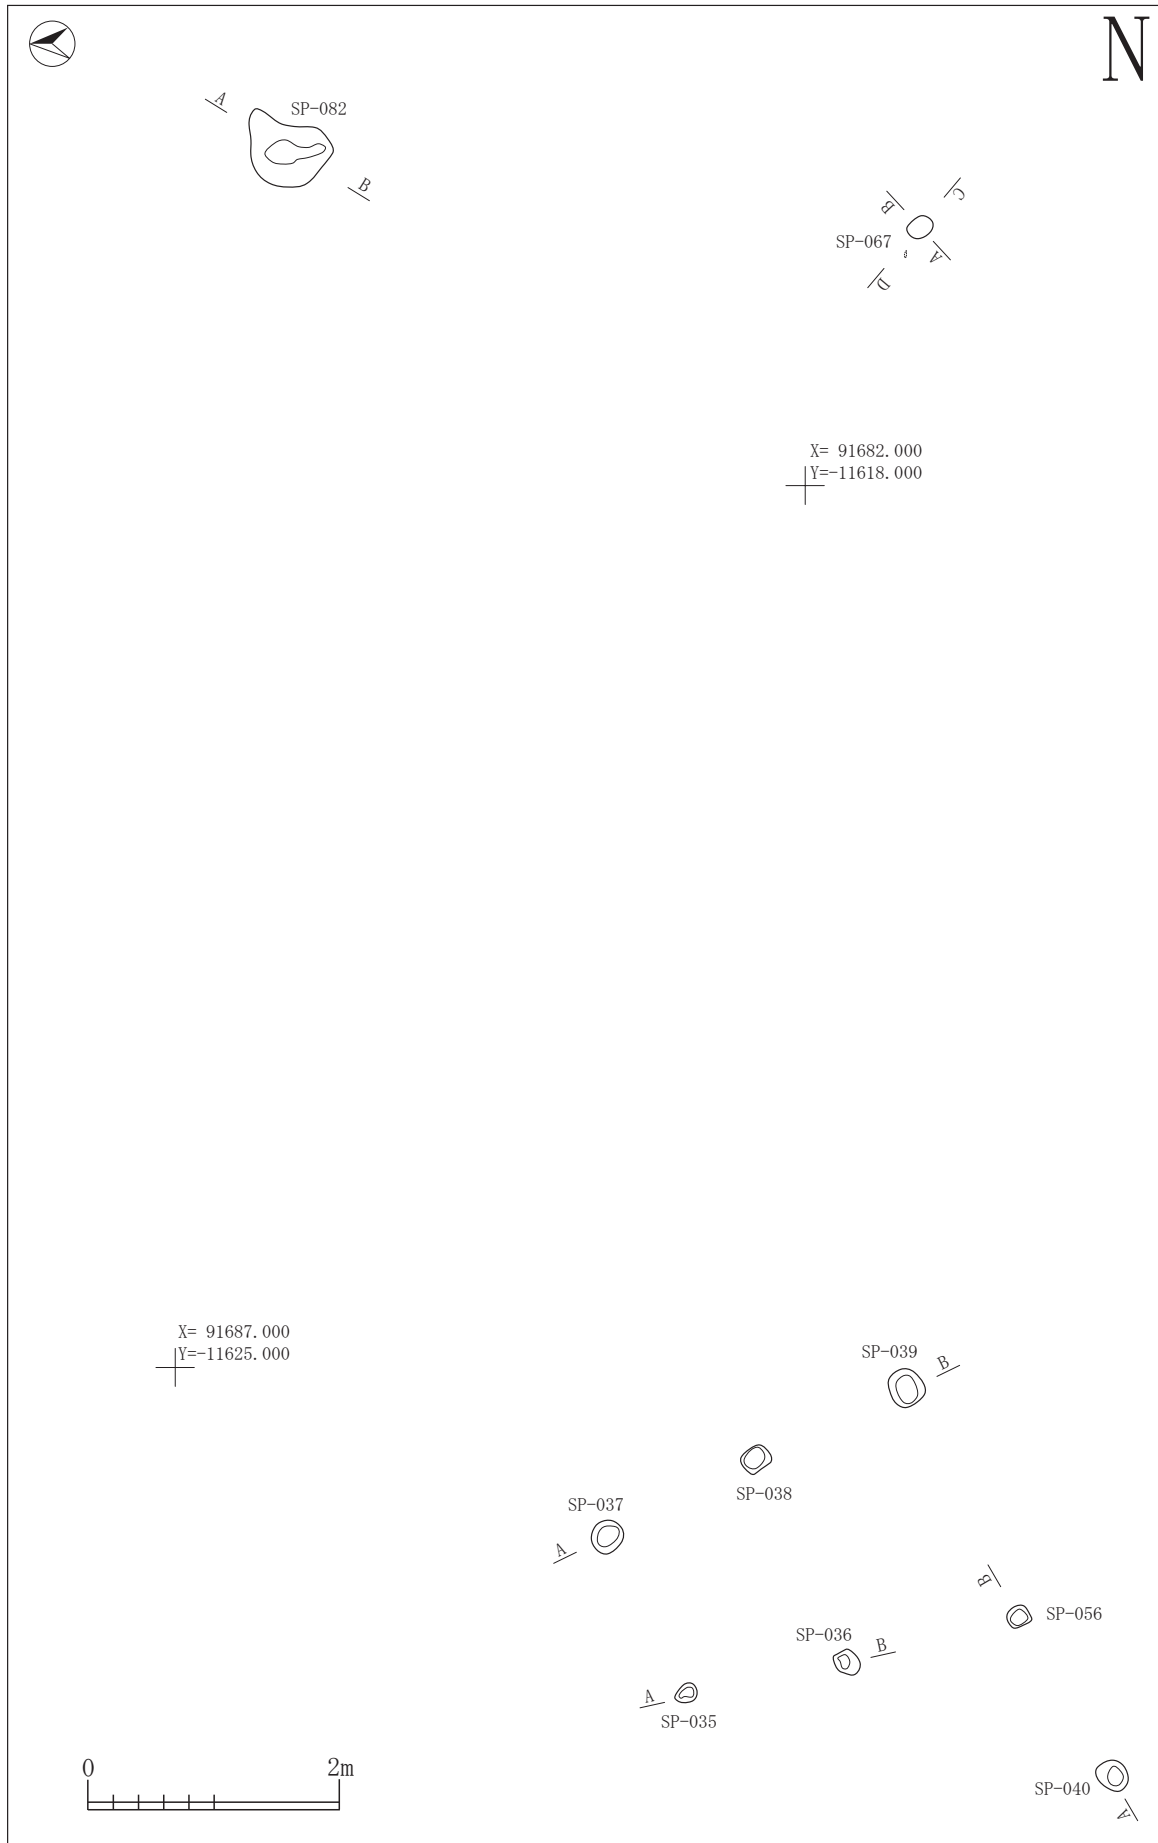 N
A
SP-082
B
B
C
SP-067
A
D
X= 91682.000
Y=-11618.000
X= 91687.000
Y=-11625.000
SP-039
B
SP-038
SP-037
A
B
SP-056
SP-036
B
A
SP-035
0
2m
SP-040
A